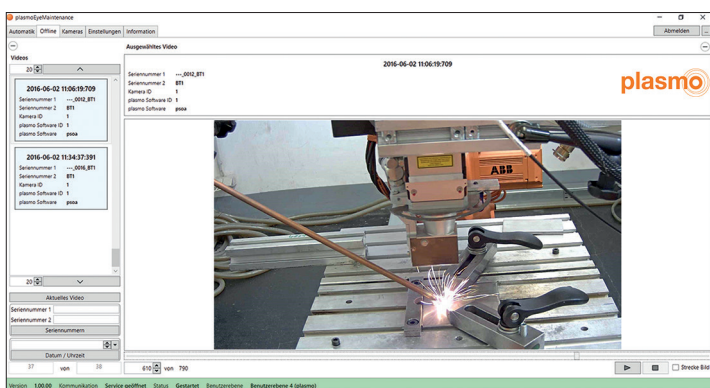 plasmoEyeMaintenance
Automatik Offline Kameras Einstellungen Information Abmelden ...
Videos
20
2016-06-02 11:06:19:709
Seriennummer 1 ---_0012_BT1
Seriennummer 2 BT1
Kamera ID 1
plasmo Software ID 1
plasmo Software psoa
2016-06-02 11:34:37:391
Seriennummer 1 ---_0016_BT1
Seriennummer 2 BT1
Kamera ID 1
plasmo Software ID 1
plasmo Software psoa
20
Aktuelles Video
Seriennummer 1
Seriennummer 2
Seriennummern
Datum / Uhrzeit
37 von 38
Ausgewähltes Video
2016-06-02 11:06:19:709
Seriennummer 1 ---_0012_BT1
Seriennummer 2 BT1
Kamera ID 1
plasmo Software ID 1
plasmo Software psoa
plasmo
ABB
610 von 790
Strecke Bild
Version 1.00.00 Kommunikation Service geöffnet Status Gestartet Benutzerebene Benutzerebene 4 (plasmo)